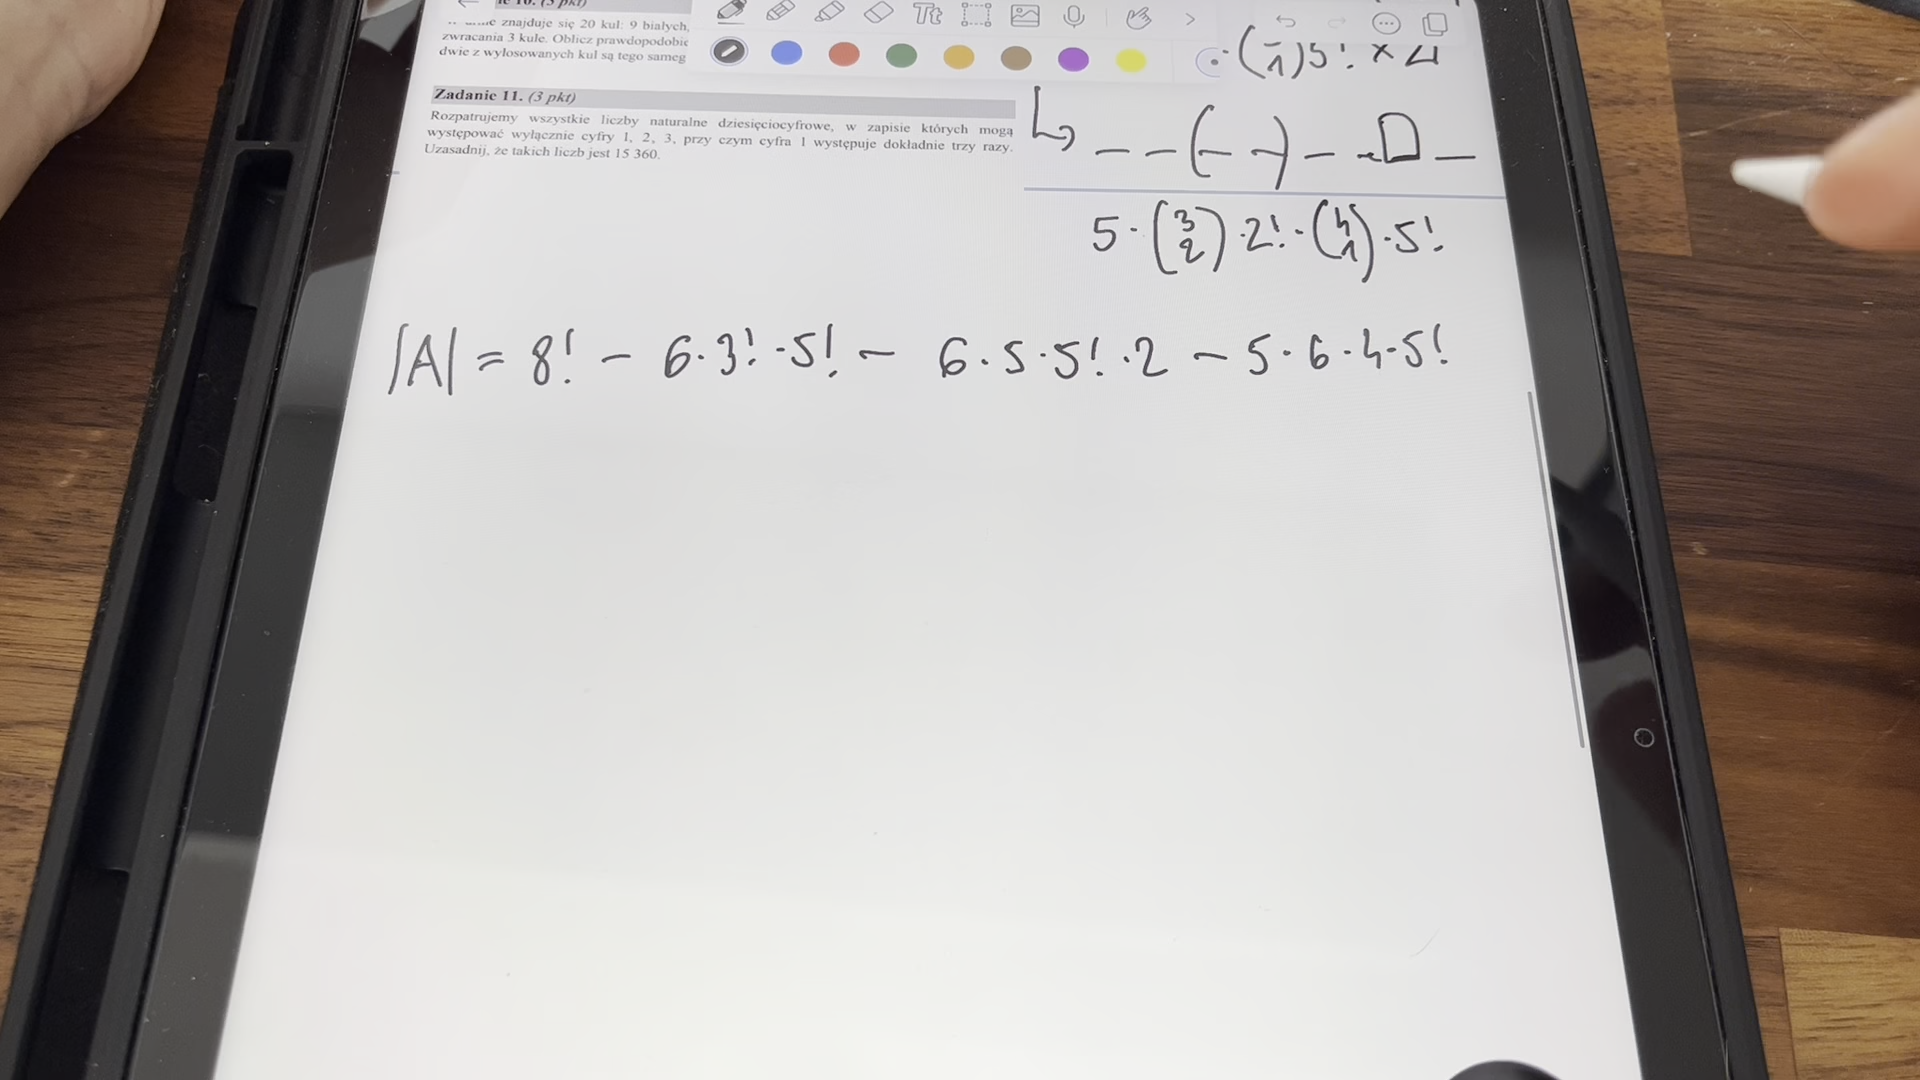 znajduje się 20 kul: 9 białych,
zwracania 3 kule. Oblicz
dwie z wylosowanych kul są tego
Tt
5! × 4
Zadanie 11. (3 pkt)
Rozpatrujemy wszystkie liczby naturalne dziesięciocyfrowe, w zapisie których mogą
występować wyłącznie cyfry 1, 2, 3, przy czym cyfra 1 występuje dokładnie trzy razy.
Uzasadnij, że takich liczb jest 15 360.
5 · (3 2) · 2! · (4 1) · 5!
|A| = 8! − 6 · 3! · 5! − 6 · 5 · 5! · 2 − 5 · 6 · 4 · 5!